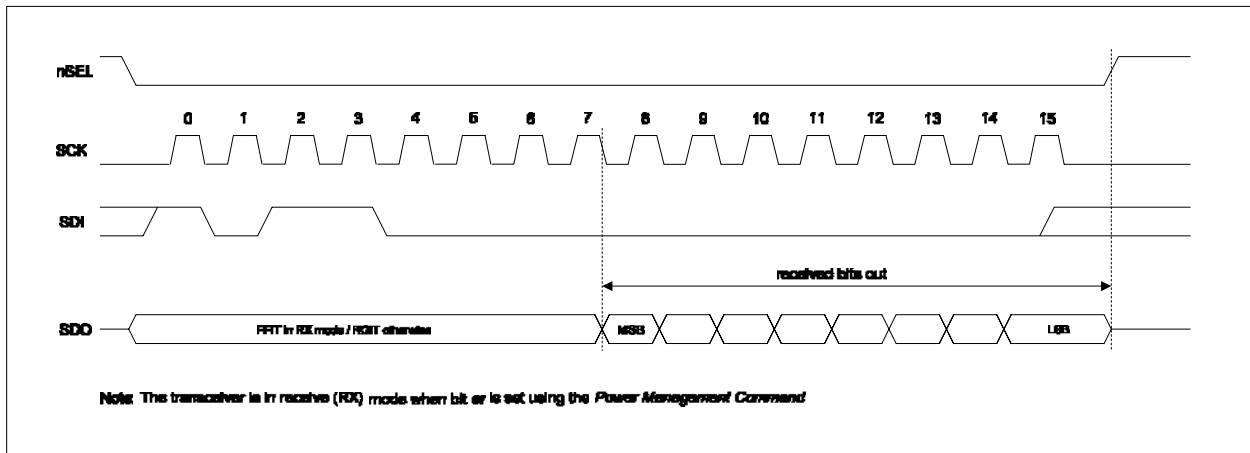 nSEL
0 1 2 3 4 5 6 7 8 9 10 11 12 13 14 15
SCK
SDI
received bits out
SDO
FFIT in RX mode / RGIT otherwise
MSB
LSB
Note: The transceiver is in receive (RX) mode when bit er is set using the Power Management Command